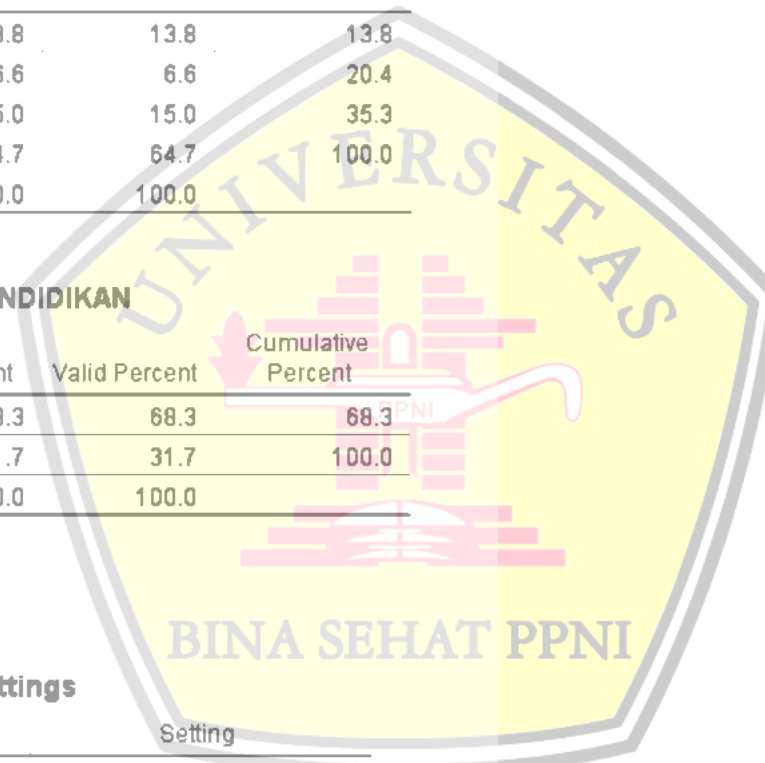 13.8 13.8
6.6 20.4
15.0 35.3
64.7 100.0
100.0
UNIVERSITAS
Cumulative
Valid Percent Percent
68.3 68.3
PPNI
31.7 100.0
100.0
BINA SEHAT PPNI
Setting